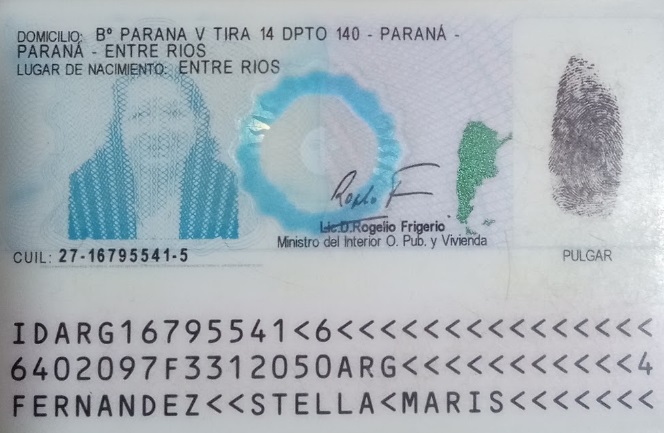 DOMICILIO: Bº PARANA V TIRA 14 DPTO 140 - PARANÁ -
PARANÁ - ENTRE RIOS
LUGAR DE NACIMIENTO: ENTRE RIOS
Lic.D.Rogelio Frigerio
Ministro del Interior O. Pub. y Vivienda
CUIL: 27-16795541-5
PULGAR
IDARG16795541<6<<<<<<<<<<<<<<<
6402097F3312050ARG<<<<<<<<<<<4
FERNANDEZ<<STELLA<MARIS<<<<<<<